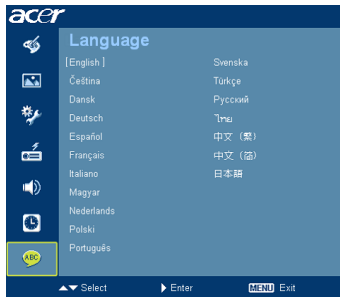 acer
Language
[English ]
Čeština
Dansk
Deutsch
Español
Français
Italiano
Magyar
Nederlands
Polski
Português
Svenska
Türkçe
Русский
ไทย
中文 (繁)
中文 (简)
日本語
ABC
▲▼ Select
▶ Enter
MENU Exit